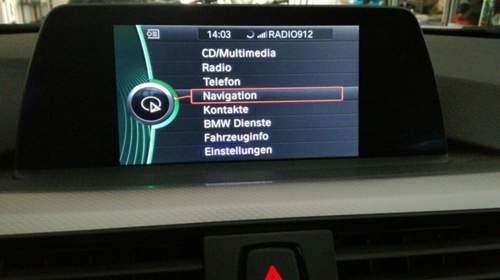 14:03 RADIO912
CD/Multimedia
Radio
Telefon
Navigation
Kontakte
BMW Dienste
Fahrzeuginfo
Einstellungen